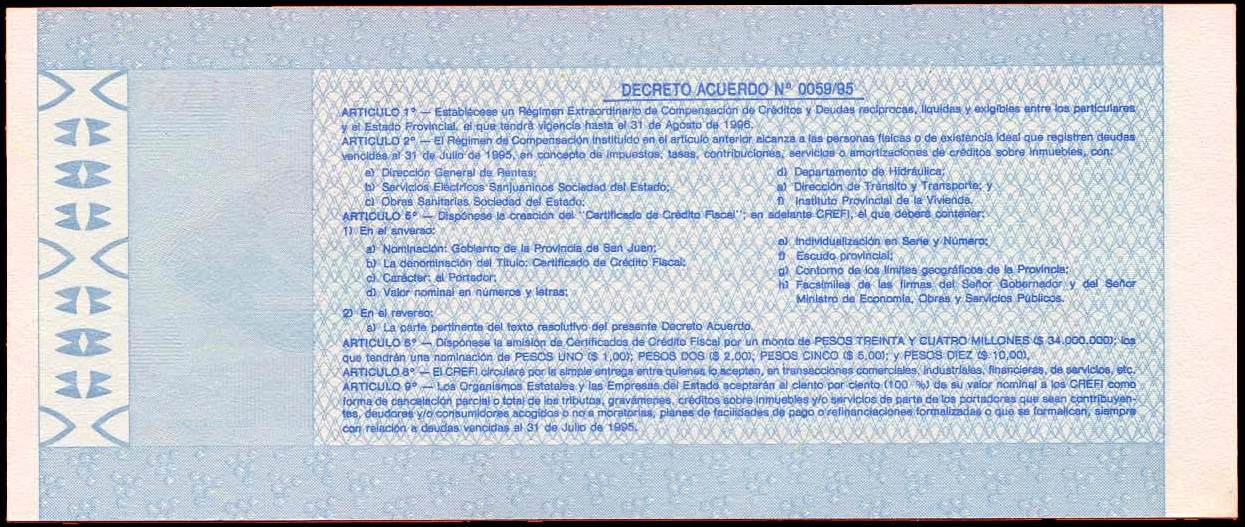 DECRETO ACUERDO Nº 0059/95
ARTICULO 1º — Establécese un Régimen Extraordinario de Compensación de Créditos y Deudas recíprocas, líquidas y exigibles entre los particulares
y el Estado Provincial, el que tendrá vigencia hasta el 31 de Agosto de 1996.
ARTICULO 2º — El Régimen de Compensación instituído en el artículo anterior alcanza a las personas físicas o de existencia ideal que registren deudas
vencidas al 31 de Julio de 1995, en concepto de impuestos, tasas, contribuciones, servicios o amortizaciones de créditos sobre inmuebles, con:
a) Dirección General de Rentas;
b) Servicios Eléctricos Sanjuaninos Sociedad del Estado;
c) Obras Sanitarias Sociedad del Estado;
d) Departamento de Hidráulica;
e) Dirección de Tránsito y Transporte; y
f) Instituto Provincial de la Vivienda.
ARTICULO 5º — Dispónese la creación del "Certificado de Crédito Fiscal"; en adelante CREFI, el que deberá contener:
1) En el anverso:
a) Nominación: Gobierno de la Provincia de San Juan;
b) La denominación del Título: Certificado de Crédito Fiscal;
c) Carácter: al Portador;
d) Valor nominal en números y letras;
e) Individualización en Serie y Número;
f) Escudo provincial;
g) Contorno de los límites geográficos de la Provincia;
h) Facsímiles de las firmas del Señor Gobernador y del Señor
Ministro de Economía, Obras y Servicios Públicos.
2) En el reverso:
a) La parte pertinente del texto resolutivo del presente Decreto Acuerdo.
ARTICULO 6º — Dispónese la emisión de Certificados de Crédito Fiscal por un monto de PESOS TREINTA Y CUATRO MILLONES ($ 34.000.000); los
que tendrán una nominación de PESOS UNO ($ 1,00); PESOS DOS ($ 2,00); PESOS CINCO ($ 5,00); y PESOS DIEZ ($ 10,00),
ARTICULO 8º — El CREFI circulará por la simple entrega entre quienes lo acepten, en transacciones comerciales, industriales, financieras, de servicios, etc.
ARTICULO 9º — Los Organismos Estatales y las Empresas del Estado aceptarán al ciento por ciento (100 %) de su valor nominal a los CREFI como
forma de cancelación parcial o total de los tributos, gravámenes, créditos sobre inmuebles y/o servicios de parte de los portadores que sean contribuyen-
tes, deudores y/o consumidores acogidos o no a moratorias, planes de facilidades de pago o refinanciaciones formalizadas o que se formalicen, siempre
con relación a deudas vencidas al 31 de Julio de 1995.